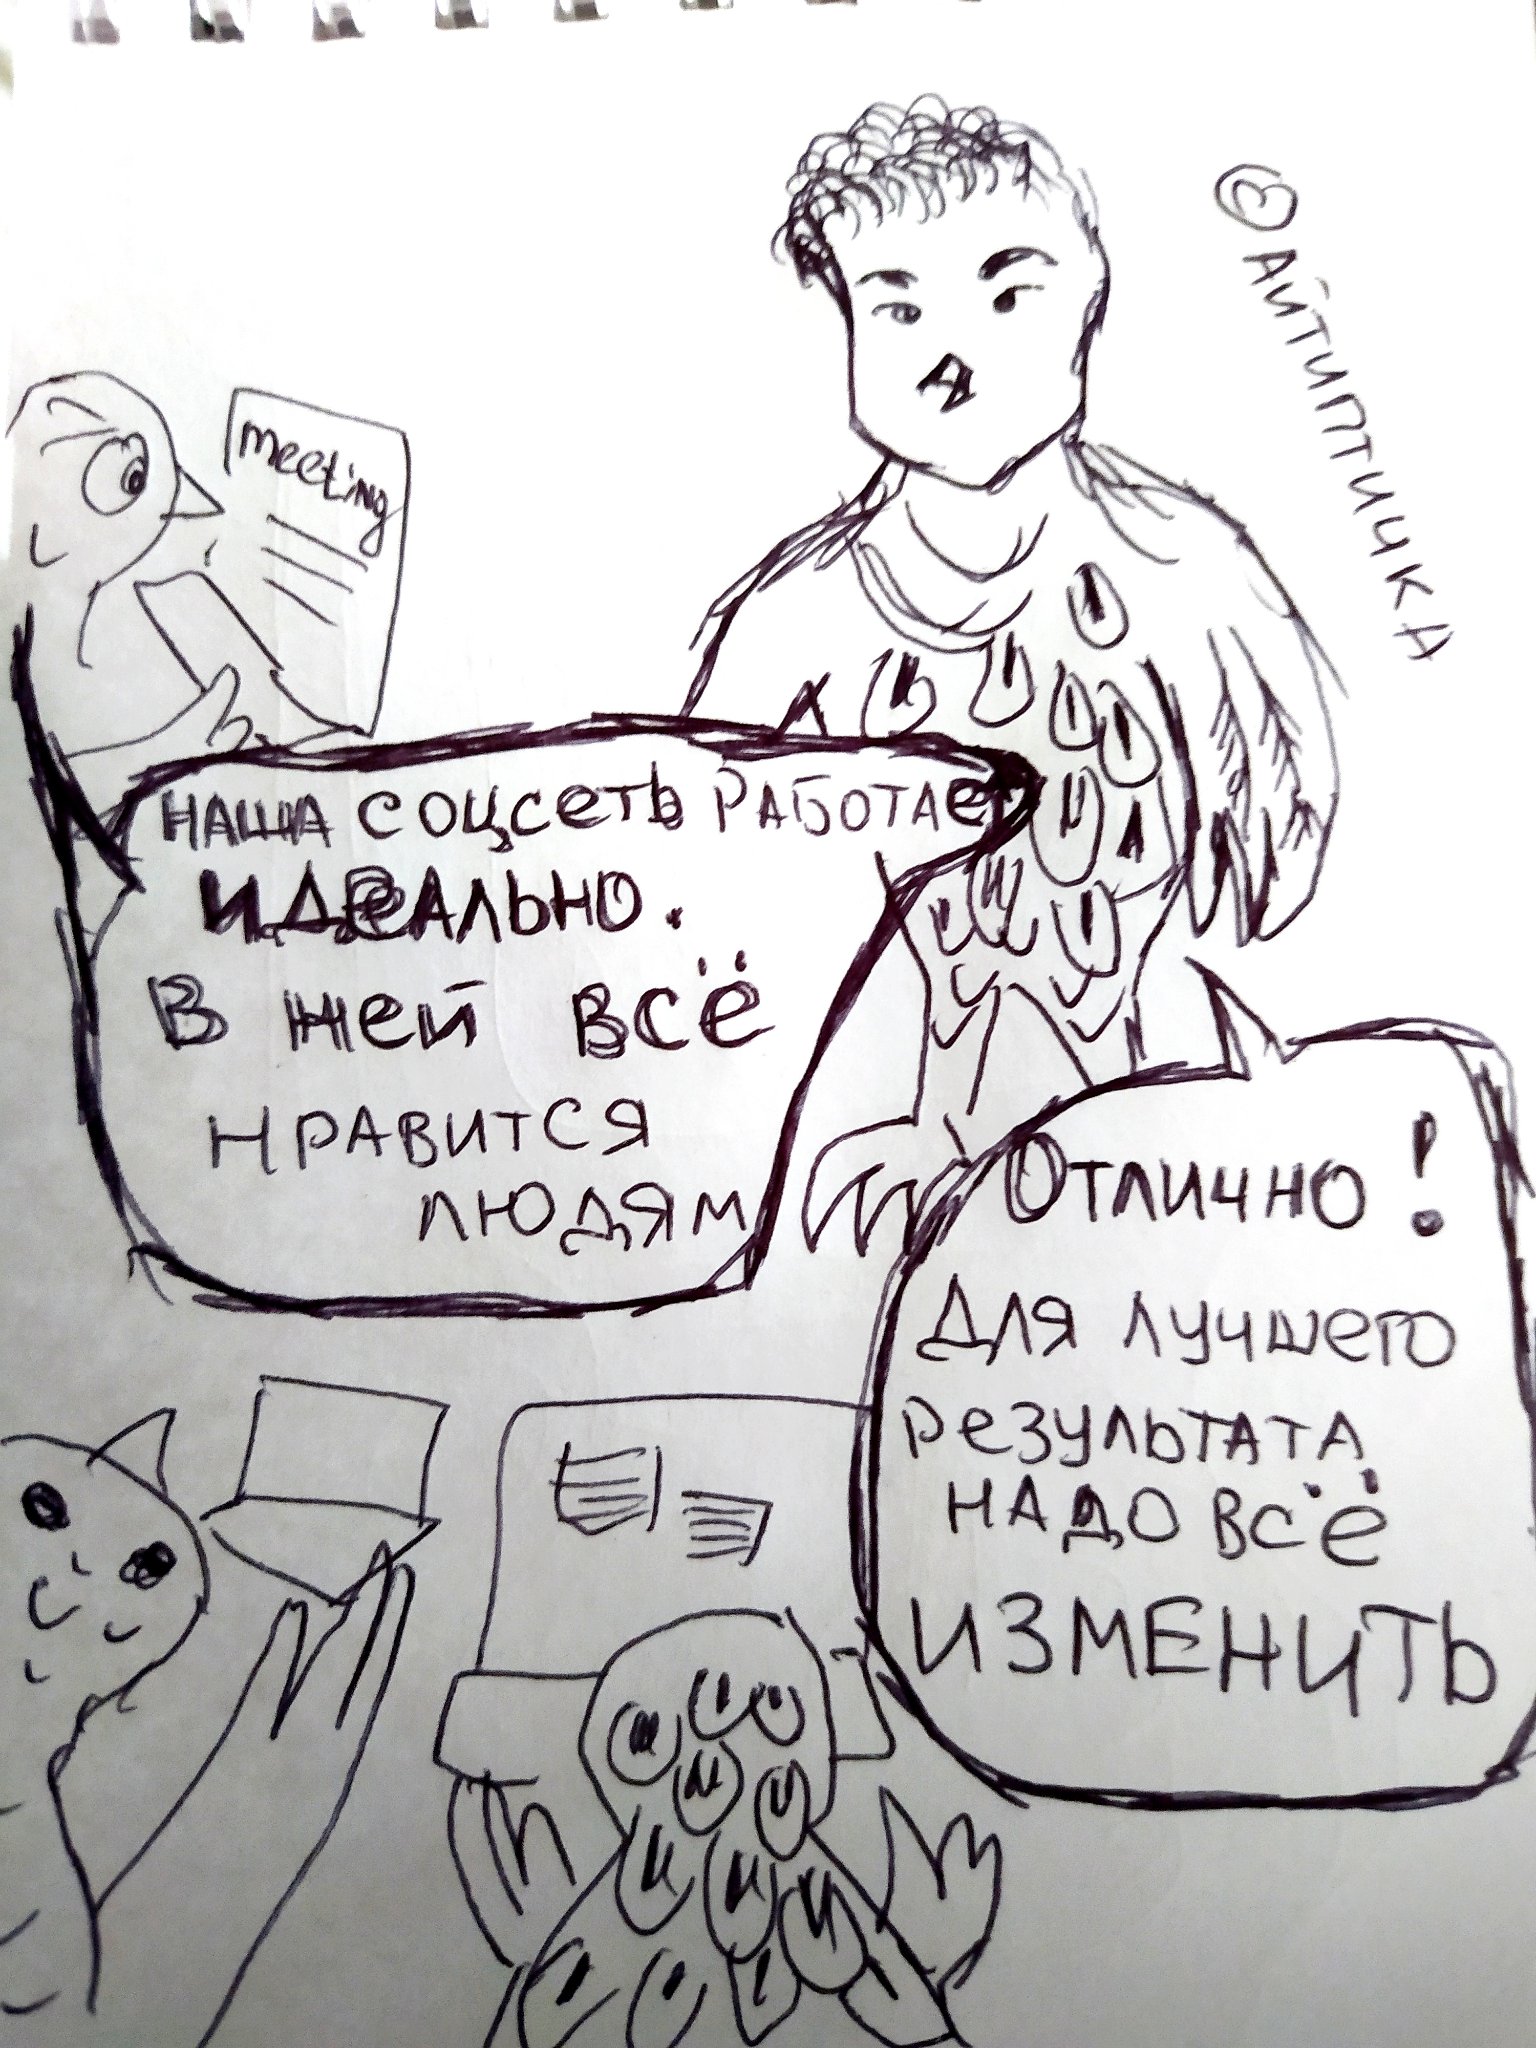 ©АЙТИПТИЧКА
meeting
НАША СОЦСЕТЬ РАБОТАЕТ
ИДЕАЛЬНО.
В НЕЙ ВСЁ
НРАВИТСЯ
ЛЮДЯМ
ОТЛИЧНО!
ДЛЯ ЛУЧШЕГО
РЕЗУЛЬТАТА
НАДО ВСЁ
ИЗМЕНИТЬ